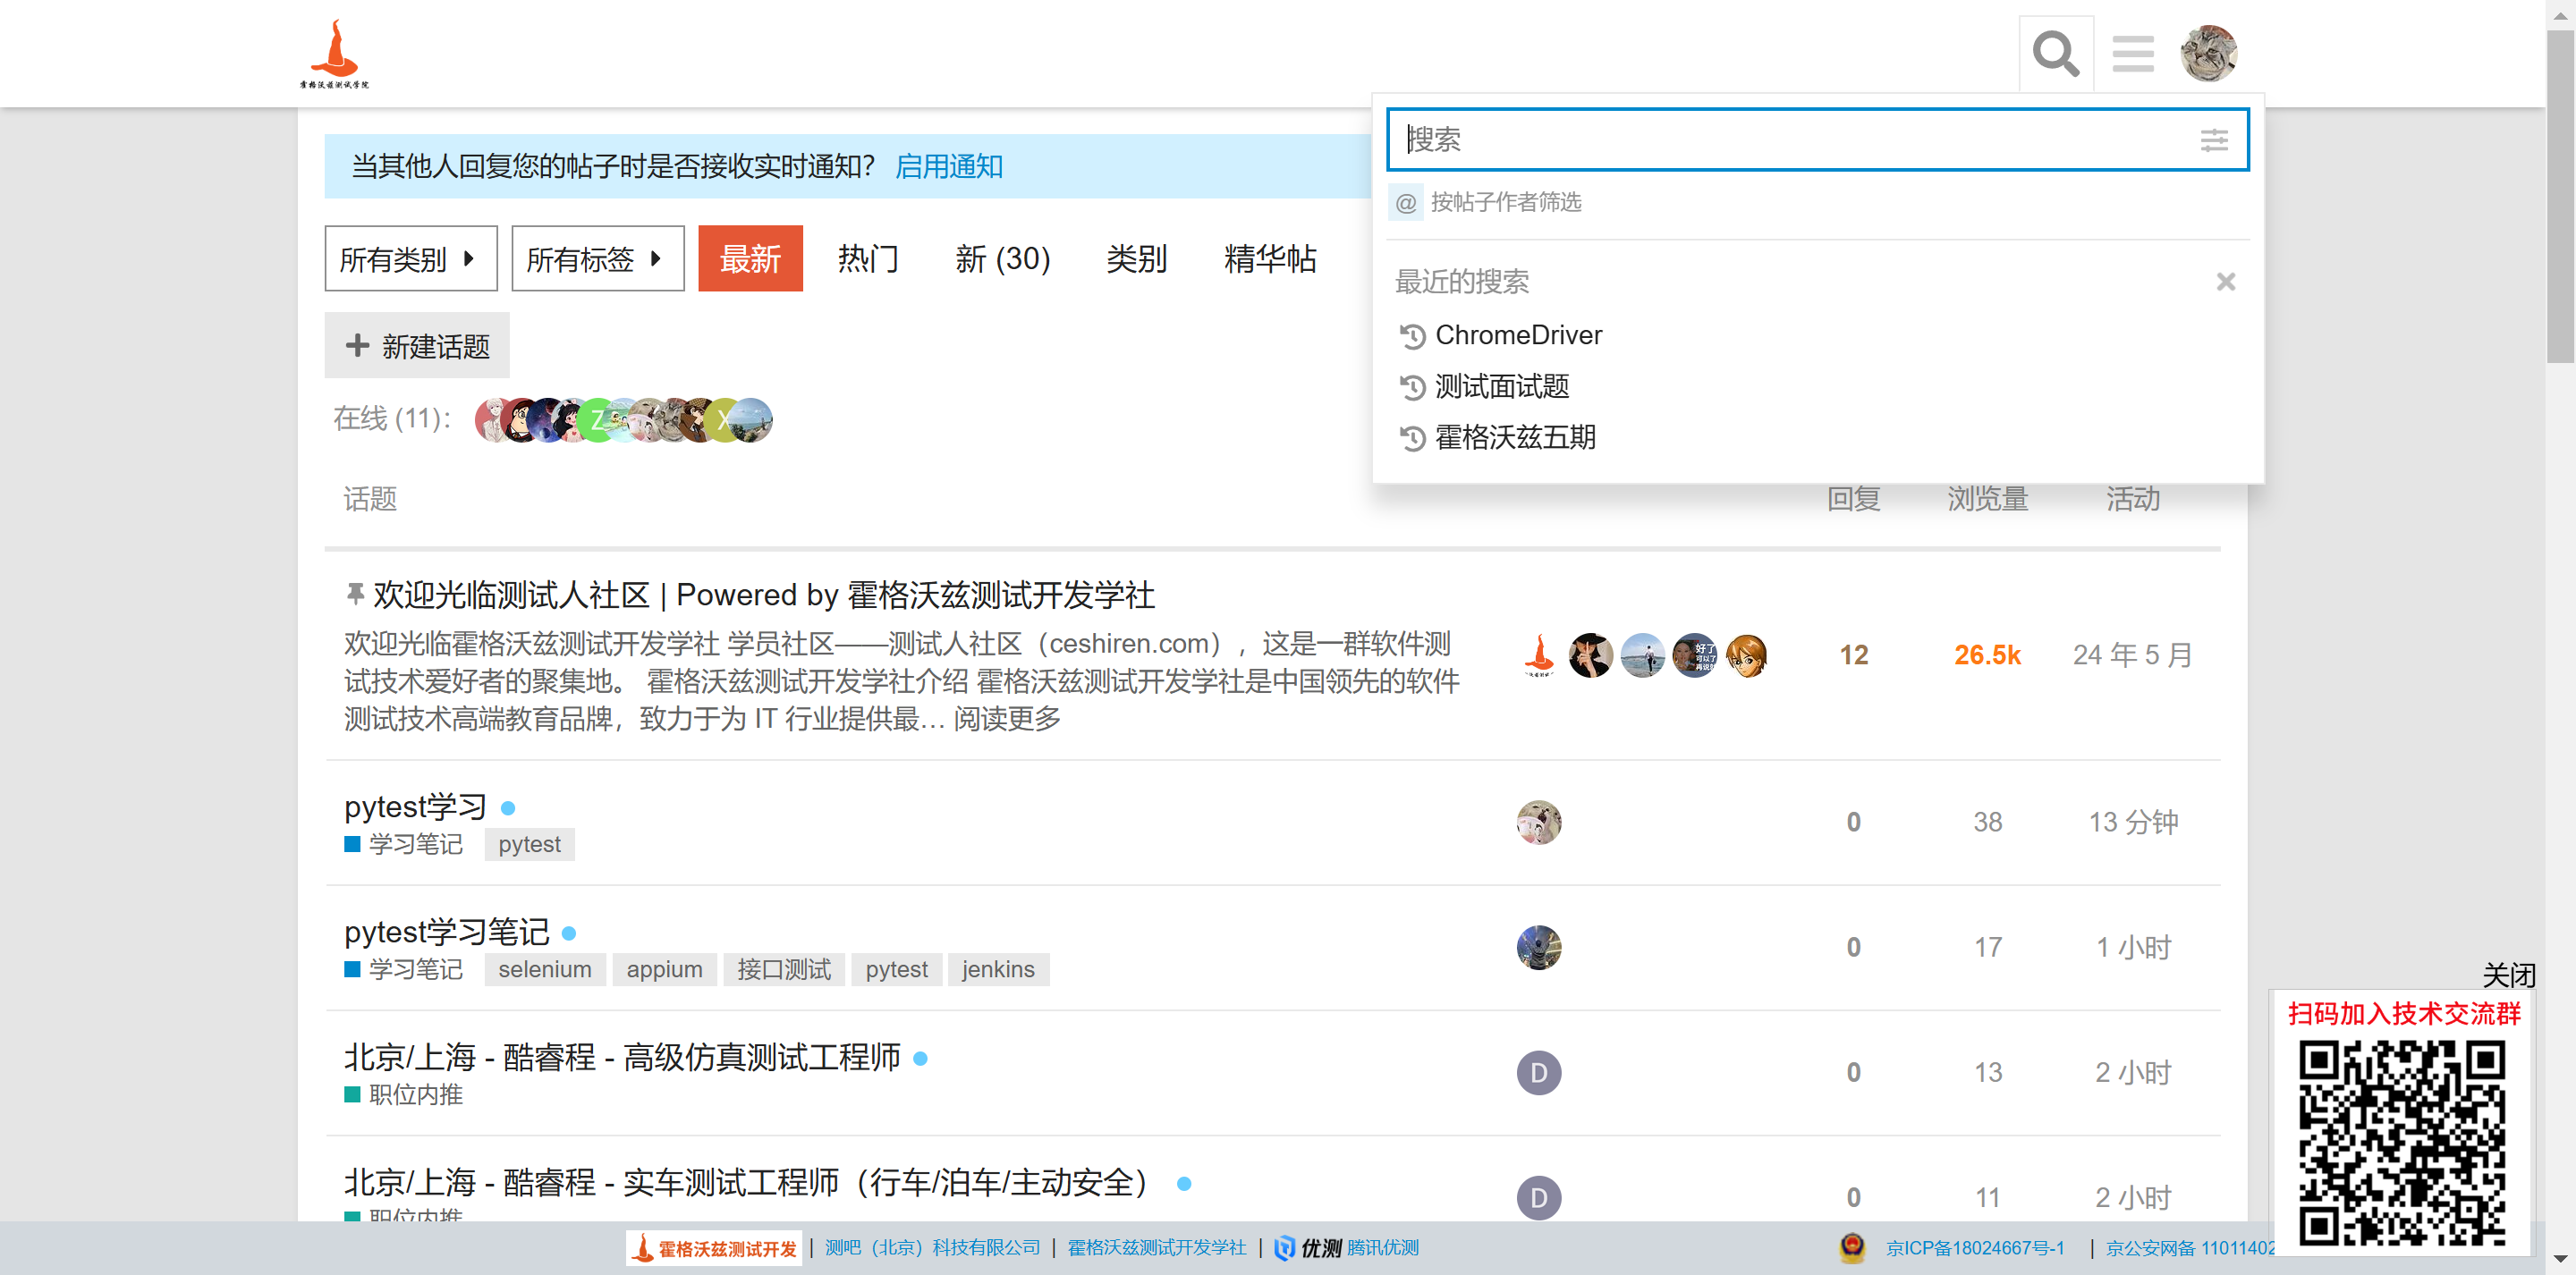 霍格沃兹测试学院
搜索
@ 按帖子作者筛选
最近的搜索
ChromeDriver
测试面试题
霍格沃兹五期
当其他人回复您的帖子时是否接收实时通知？ 启用通知
所有类别 所有标签 最新 热门 新 (30) 类别 精华帖
新建话题
在线 (11)：
Z X
话题 回复 浏览量 活动
欢迎光临测试人社区 | Powered by 霍格沃兹测试开发学社
欢迎光临霍格沃兹测试开发学社 学员社区——测试人社区（ceshiren.com），这是一群软件测
试技术爱好者的聚集地。 霍格沃兹测试开发学社介绍 霍格沃兹测试开发学社是中国领先的软件
测试技术高端教育品牌，致力于为 IT 行业提供最… 阅读更多
12 26.5k 24 年 5 月
pytest学习
学习笔记 pytest
0 38 13 分钟
pytest学习笔记
学习笔记 selenium appium 接口测试 pytest jenkins
0 17 1 小时
北京/上海 - 酷睿程 - 高级仿真测试工程师
职位内推
D 0 13 2 小时
北京/上海 - 酷睿程 - 实车测试工程师（行车/泊车/主动安全）
职位内推
D 0 11 2 小时
关闭
扫码加入技术交流群
霍格沃兹测试开发 | 测吧（北京）科技有限公司 | 霍格沃兹测试开发学社 | 优测 腾讯优测
京ICP备18024667号-1 | 京公安网备 11011402